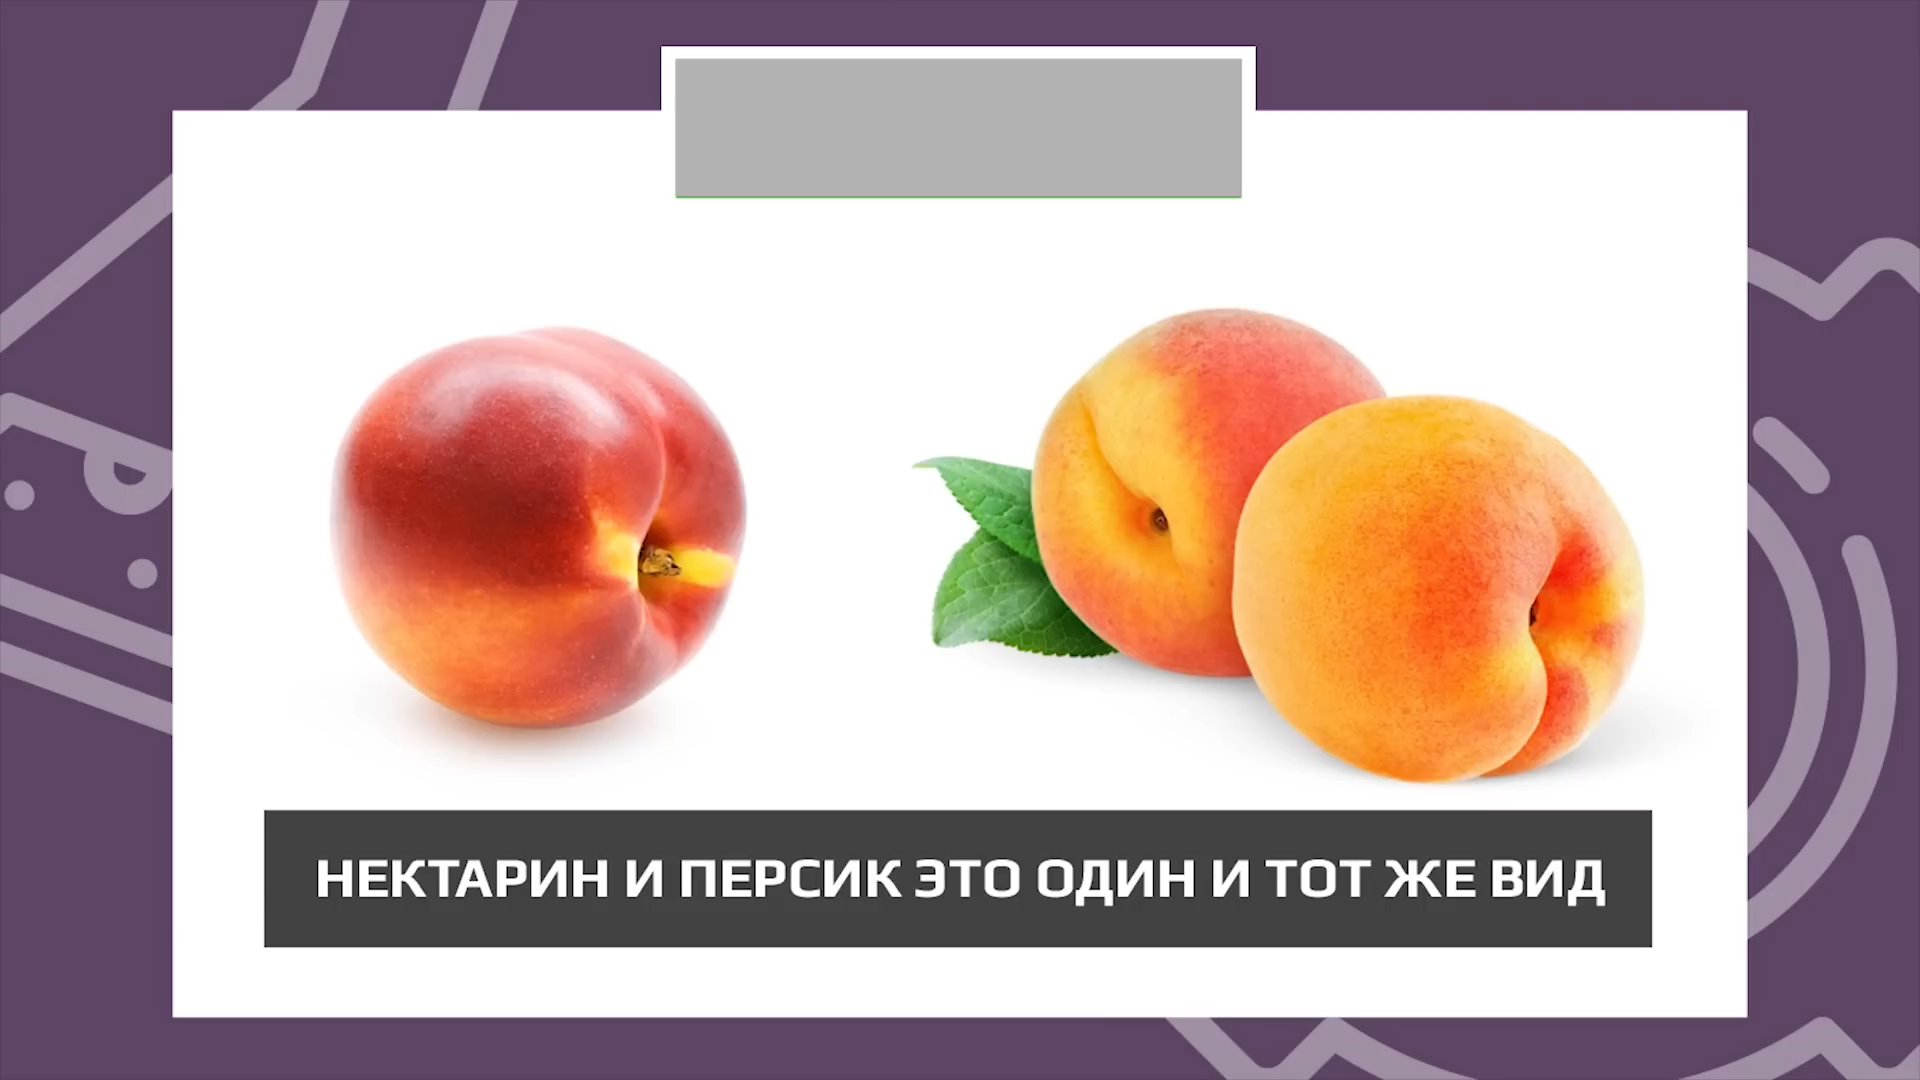 НЕКТАРИН И ПЕРСИК ЭТО ОДИН И ТОТ ЖЕ ВИД